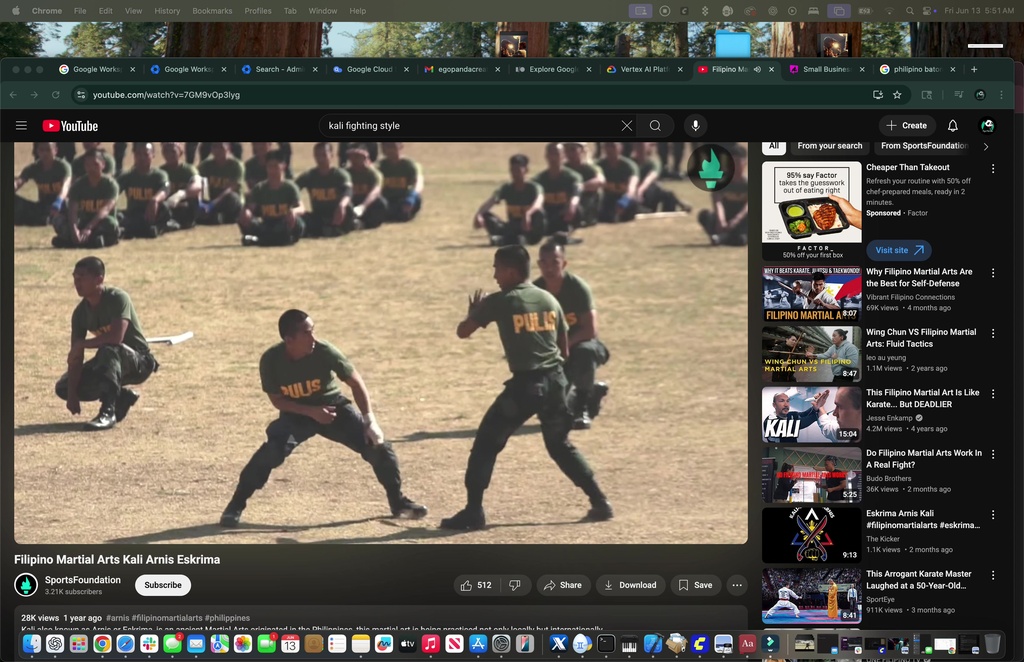 Chrome File Edit View History Bookmarks Profiles Tab Window Help
Fri Jun 13 5:51 AM
Google Works
Google Works
Search - Admi
Google Cloud
egopandacrea
Explore Googl
Vertex AI Platf
Filipino Ma
Small Busines
philipino bato
youtube.com/watch?v=7GM9vOp3lyg
YouTube
kali fighting style
Create
PULIS
PULIS
Filipino Martial Arts Kali Arnis Eskrima
SportsFoundation
3.21K subscribers
Subscribe
512
Share
Download
Save
28K views 1 year ago #arnis #filipinomartialarts #philippines
All
From your search
From SportsFoundation
95% say Factor
takes the guesswork
out of eating right
FACTOR_
50% off your first box
Cheaper Than Takeout
Refresh your routine with 50% off
chef-prepared meals, ready in 2
minutes.
Sponsored · Factor
Visit site
WHY IT BEATS KARATE, JIUJITSU & TAEKWONDO
FILIPINO MARTIAL A
8:07
Why Filipino Martial Arts Are
the Best for Self-Defense
Vibrant Filipino Connections
69K views · 4 months ago
WING CHUN VS FILIPINO
MARTIAL ARTS
8:47
Wing Chun VS Filipino Martial
Arts: Fluid Tactics
leo au yeung
1.1M views · 2 years ago
KALI
15:04
This Filipino Martial Art Is Like
Karate... But DEADLIER
Jesse Enkamp
4.2M views · 4 years ago
5:25
Do Filipino Martial Arts Work In
A Real Fight?
Budo Brothers
36K views · 2 months ago
9:13
Eskrima Arnis Kali
#filipinomartialarts #eskrima...
The Kicker
1.1K views · 2 months ago
8:41
This Arrogant Karate Master
Laughed at a 50-Year-Old...
SportEye
911K views · 3 months ago